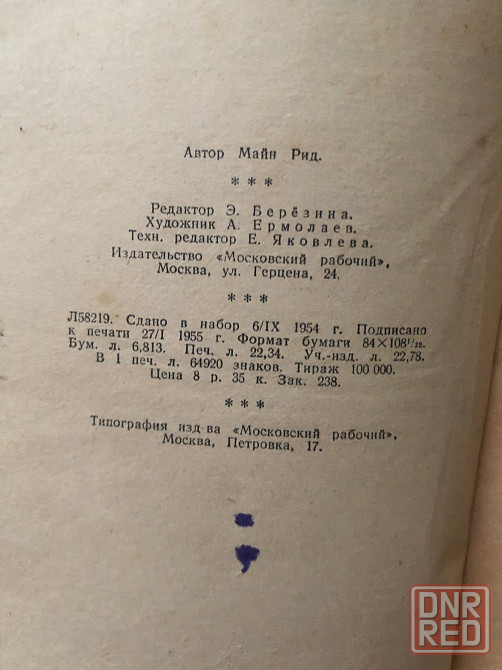 Автор Майн Рид.
* * *
Редактор Э. Берёзина.
Художник А. Ермолаев.
Техн. редактор Е. Яковлева.
Издательство «Московский рабочий»,
Москва, ул. Герцена, 24.
* * *
Л58219. Сдано в набор 6/IX 1954 г. Подписано
к печати 27/I 1955 г. Формат бумаги 84×108¹/п.
Бум. л. 6,813. Печ. л. 22,34. Уч.-изд. л. 22,78.
В 1 печ. л. 64920 знаков. Тираж 100 000.
Цена 8 р. 35 к. Зак. 238.
* * *
Типография изд-ва «Московский рабочий»,
Москва, Петровка, 17.
DNR
RED